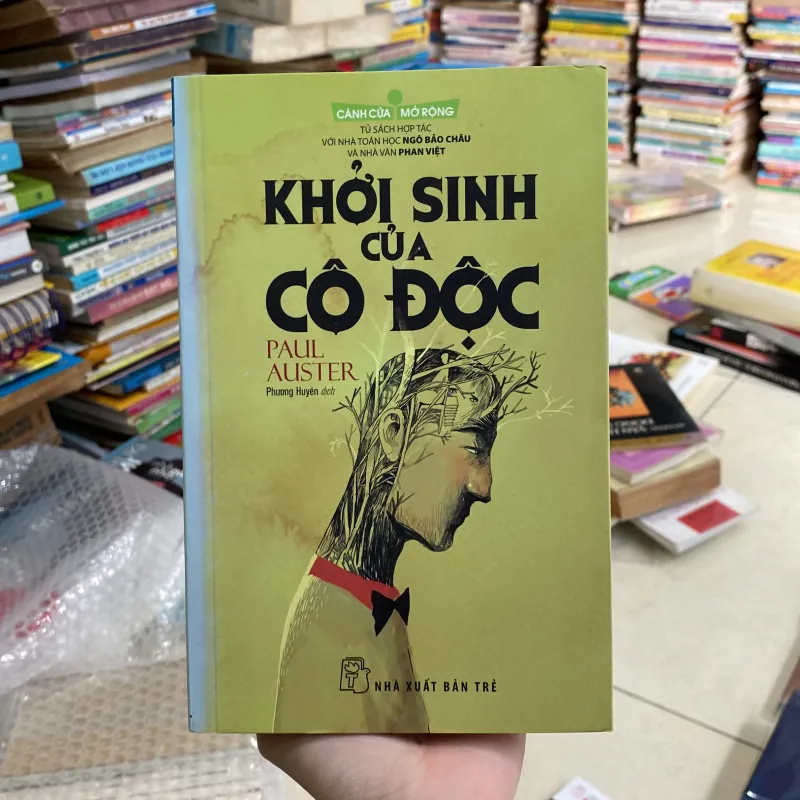 CÁNH CỬA MỞ RỘNG
TỦ SÁCH HỢP TÁC
VỚI NHÀ TOÁN HỌC NGÔ BẢO CHÂU
VÀ NHÀ VĂN PHAN VIỆT
KHỞI SINH
CỦA
CÔ ĐỘC
PAUL
AUSTER
Phương Huyên dịch
NHÀ XUẤT BẢN TRẺ